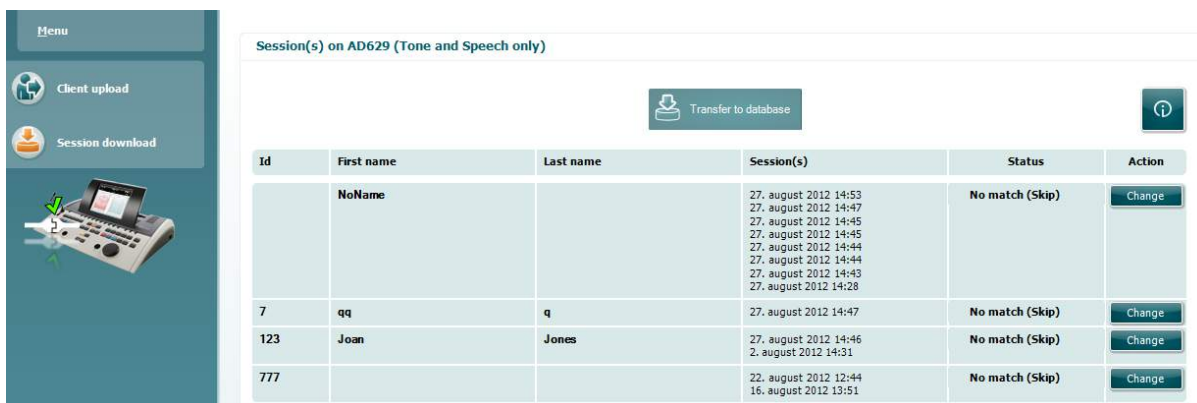 Menu
Client upload
Session download
Session(s) on AD629 (Tone and Speech only)
Transfer to database
Id First name Last name Session(s) Status Action
NoName 27. august 2012 14:53 No match (Skip) Change
27. august 2012 14:47
27. august 2012 14:45
27. august 2012 14:45
27. august 2012 14:44
27. august 2012 14:44
27. august 2012 14:43
27. august 2012 14:28
7 qq q 27. august 2012 14:47 No match (Skip) Change
123 Joan Jones 27. august 2012 14:46 No match (Skip) Change
2. august 2012 14:31
777 22. august 2012 12:44 No match (Skip) Change
16. august 2012 13:51